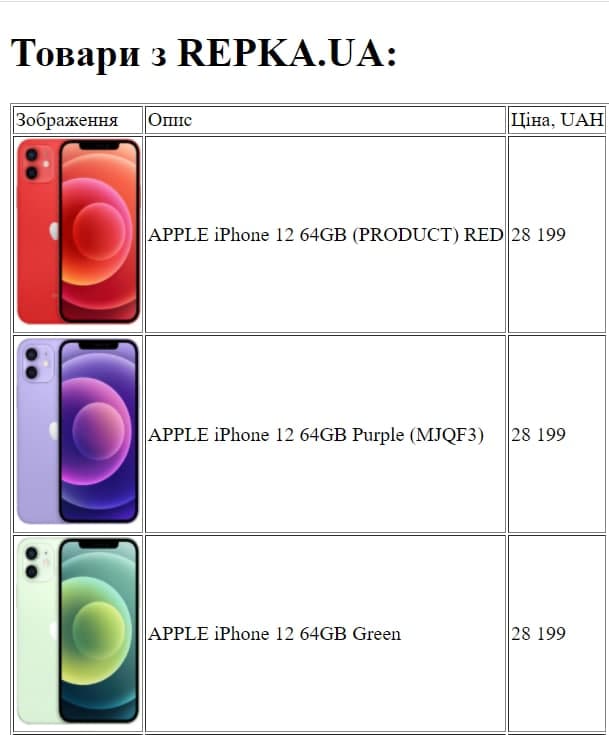 Товари з REPKA.UA:
Зображення Опис Ціна, UAH
APPLE iPhone 12 64GB (PRODUCT) RED 28 199
APPLE iPhone 12 64GB Purple (MJQF3) 28 199
APPLE iPhone 12 64GB Green 28 199